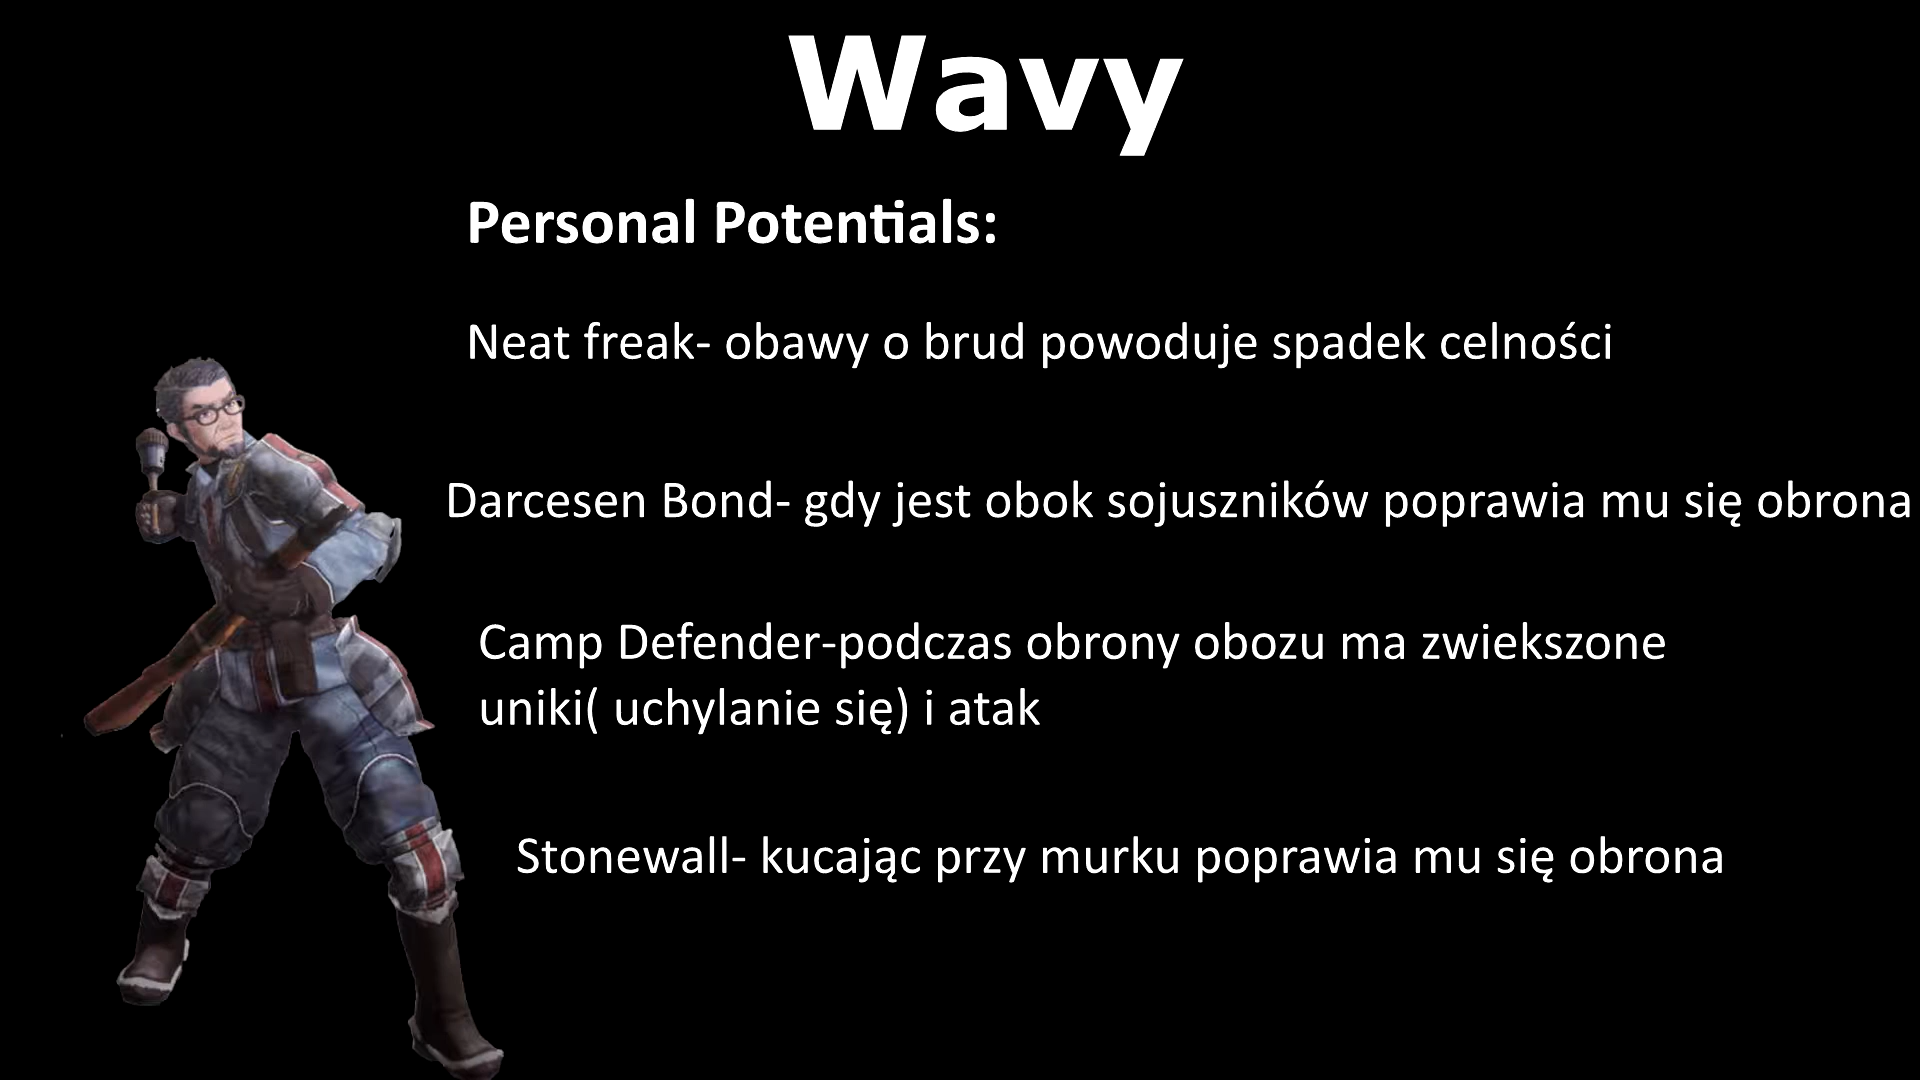 Wavy
Personal Potentials:
Neat freak- obawy o brud powoduje spadek celności
Darcesen Bond- gdy jest obok sojuszników poprawia mu się obrona
Camp Defender-podczas obrony obozu ma zwiekszone
uniki( uchylanie się) i atak
Stonewall- kucając przy murku poprawia mu się obrona